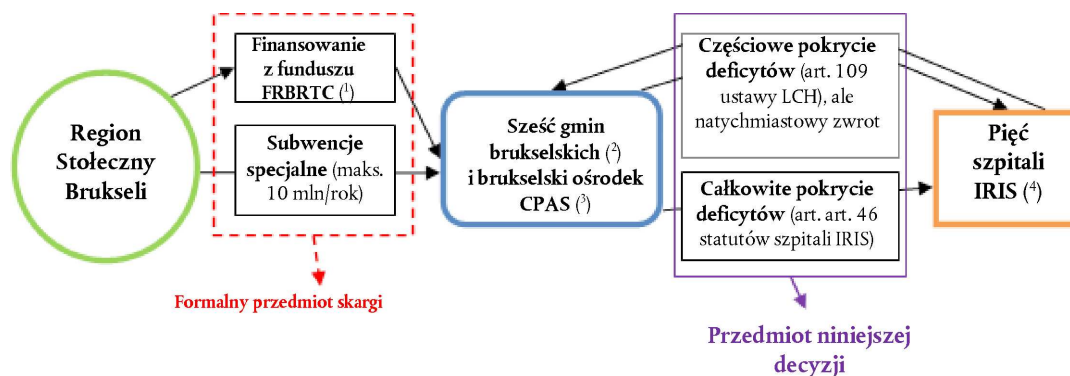 Region
Stołeczny
Brukseli
Finansowanie
z funduszu
FRBRTC (¹)
Subwencje
specjalne (maks.
10 mln/rok)
Formalny przedmiot skargi
Sześć gmin
brukselskich (²)
i brukselski ośrodek
CPAS (³)
Częściowe pokrycie
deficytów (art. 109
ustawy LCH), ale
natychmiastowy zwrot
Całkowite pokrycie
deficytów (art. art. 46
statutów szpitali IRIS)
Przedmiot niniejszej
decyzji
Pięć
szpitali
IRIS (⁴)